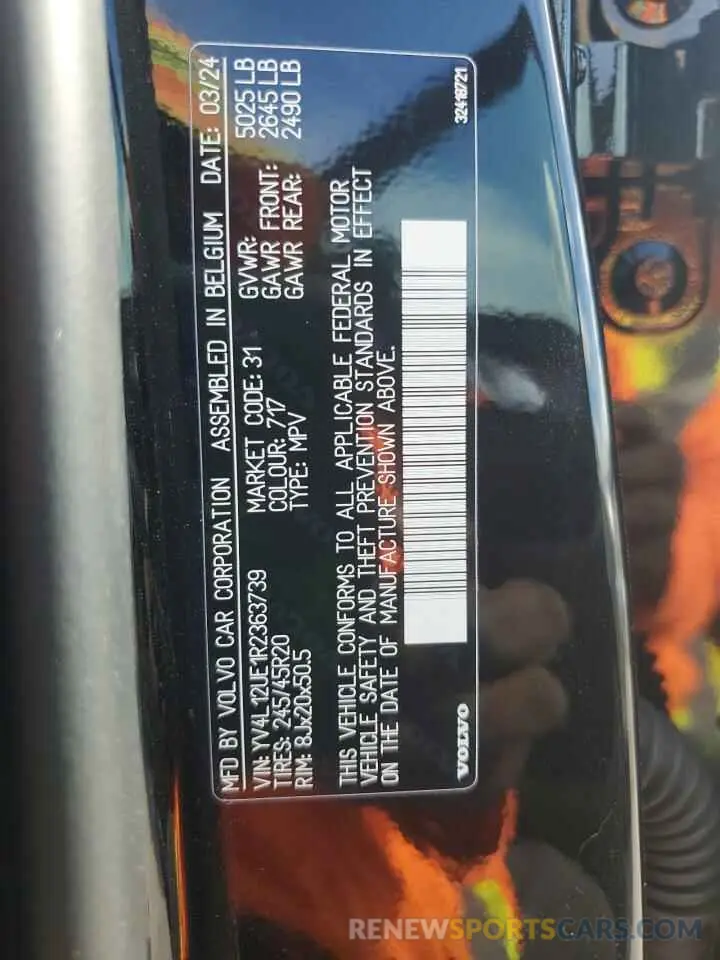 MFD BY VOLVO CAR CORPORATION ASSEMBLED IN BELGIUM DATE: 03/24
VIN: YV4L12UE1R2363739 MARKET CODE: 31 GVWR: 5025 LB
TIRES: 245/45R20 COLOUR: 717 GAWR FRONT: 2645 LB
RIM: 8Jx20x50.5 TYPE: MPV GAWR REAR: 2490 LB
THIS VEHICLE CONFORMS TO ALL APPLICABLE FEDERAL MOTOR
VEHICLE SAFETY AND THEFT PREVENTION STANDARDS IN EFFECT
ON THE DATE OF MANUFACTURE SHOWN ABOVE.
VOLVO 32418721
RENEWSPORTSCARS.COM